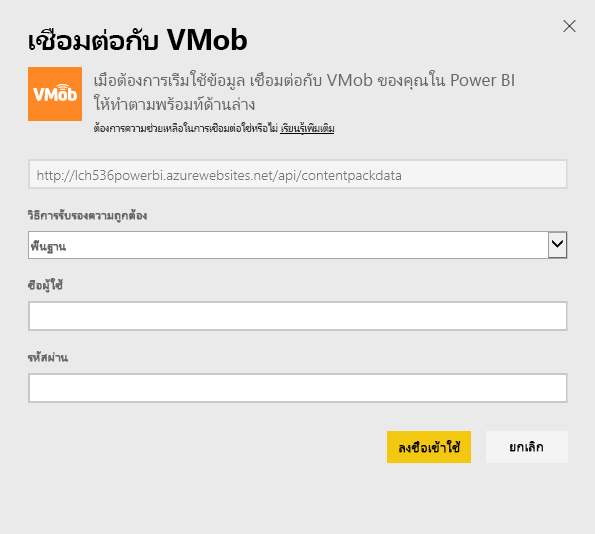 เชื่อมต่อกับ VMob
VMob
เมื่อต้องการเริ่มใช้ข้อมูล เชื่อมต่อกับ VMob ของคุณใน Power BI
ให้ทำตามพร้อมท์ด้านล่าง
ต้องการความช่วยเหลือในการเชื่อมต่อใช่หรือไม่ เรียนรู้เพิ่มเติม
http://lch536powerbi.azurewebsites.net/api/contentpackdata
วิธีการรับรองความถูกต้อง
พื้นฐาน
ชื่อผู้ใช้
รหัสผ่าน
ลงชื่อเข้าใช้ ยกเลิก